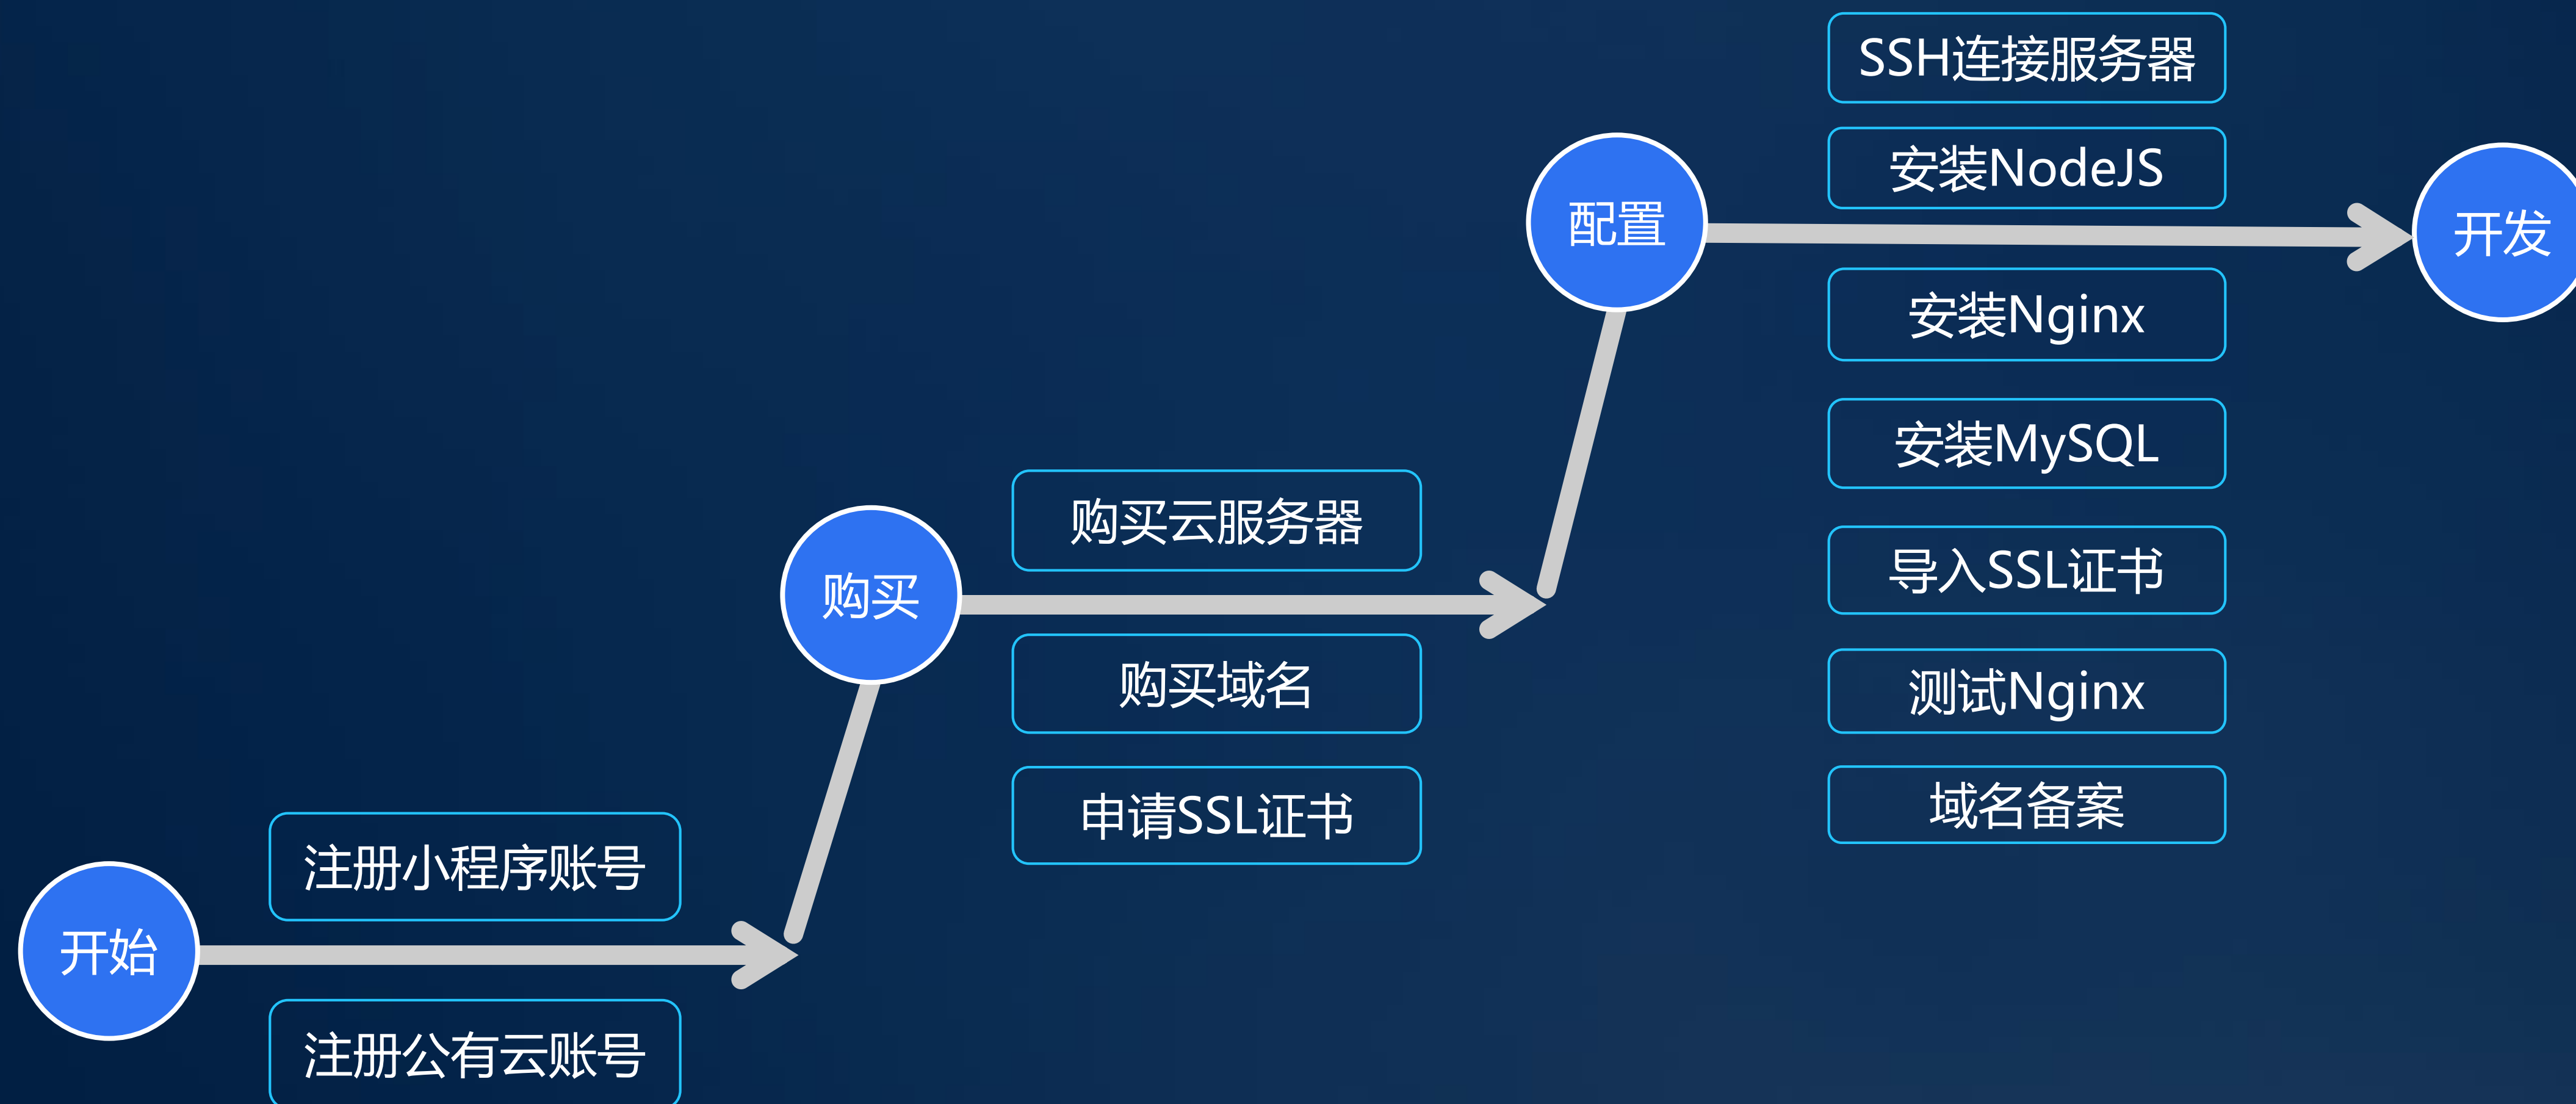 开始
注册小程序账号
注册公有云账号
购买
购买云服务器
购买域名
申请SSL证书
配置
SSH连接服务器
安装NodeJS
安装Nginx
安装MySQL
导入SSL证书
测试Nginx
域名备案
开发